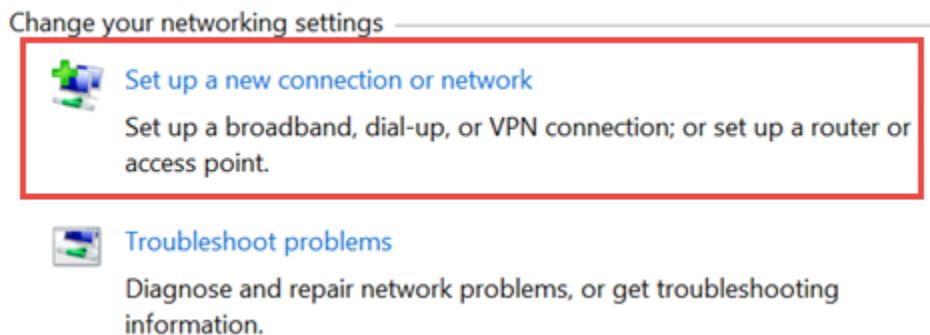 Change your networking settings
Set up a new connection or network
Set up a broadband, dial-up, or VPN connection; or set up a router or
access point.
Troubleshoot problems
Diagnose and repair network problems, or get troubleshooting
information.